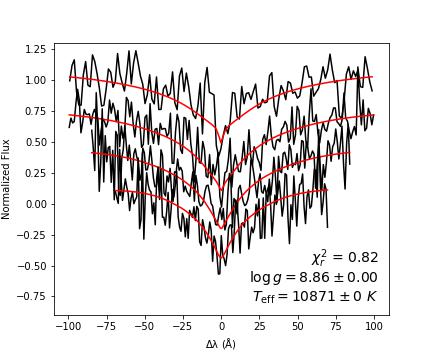 Normalized Flux
1.25
1.00
0.75
0.50
0.25
0.00
−0.25
−0.50
−0.75
χ²ᵣ = 0.82
log g = 8.86 ± 0.00
T_eff = 10871 ± 0 K
−100 −75 −50 −25 0 25 50 75 100
Δλ (Å)